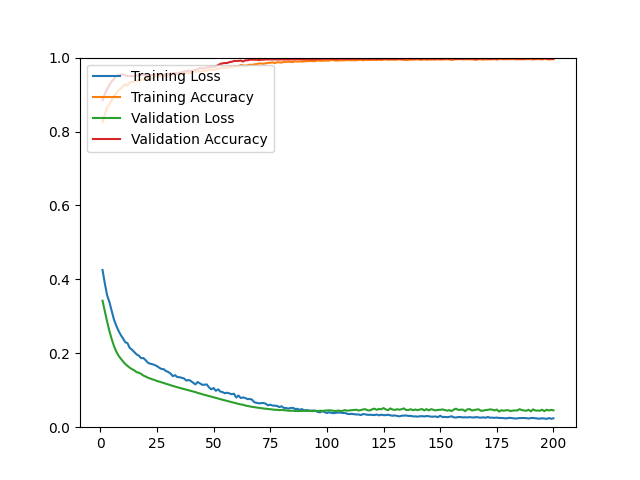 1.0
0.8
0.6
0.4
0.2
0.0
Training Loss
Training Accuracy
Validation Loss
Validation Accuracy
0 25 50 75 100 125 150 175 200